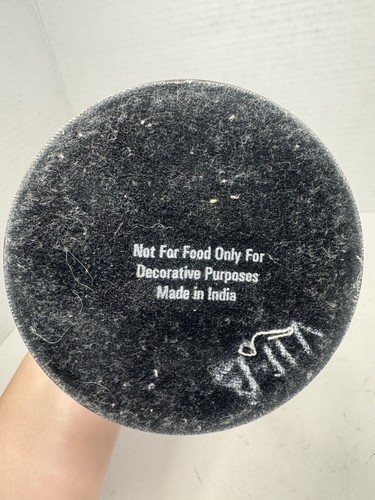 Not For Food Only For
Decorative Purposes
Made in India